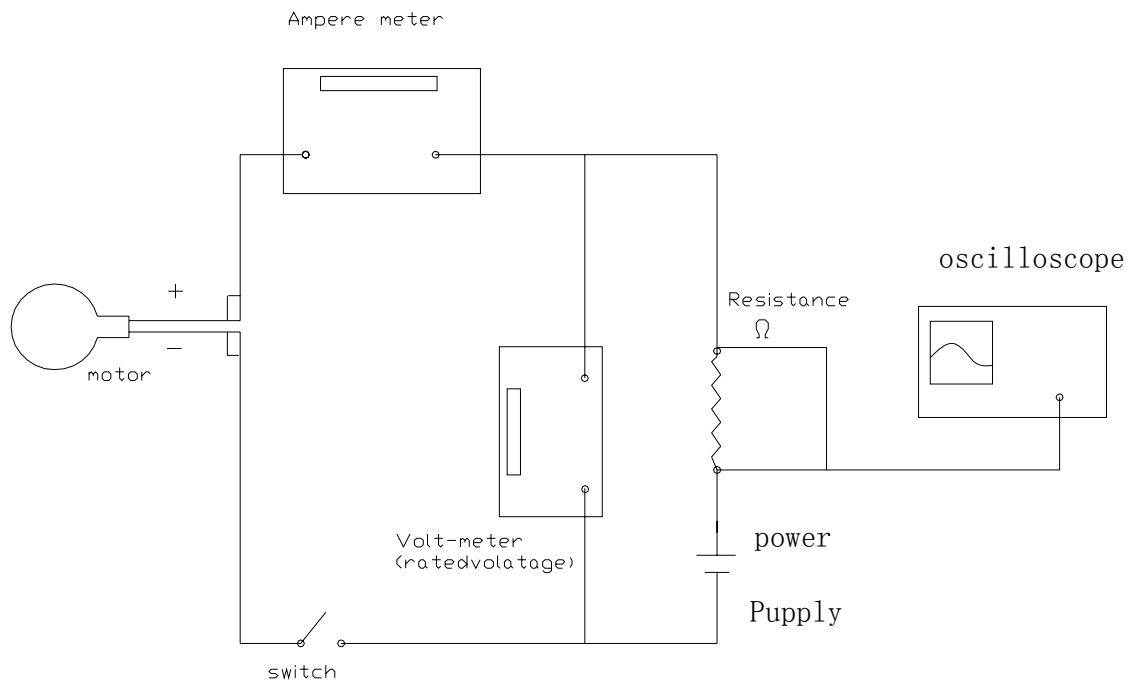 Ampere meter
oscilloscope
+
Resistance
Ω
−
motor
Volt-meter
(ratedvolatage)
power
Pupply
switch